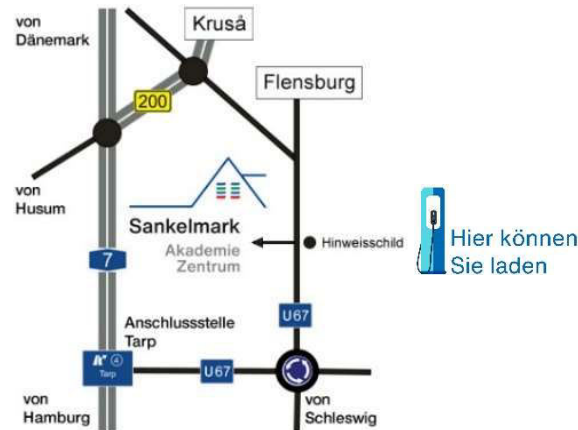 von
Dänemark
Kruså
Flensburg
200
von
Husum
Sankelmark
Akademie
Zentrum
Hinweisschild
Hier können
Sie laden
7
U67
Anschlussstelle
Tarp
4
Tarp
U67
von
Hamburg
von
Schleswig